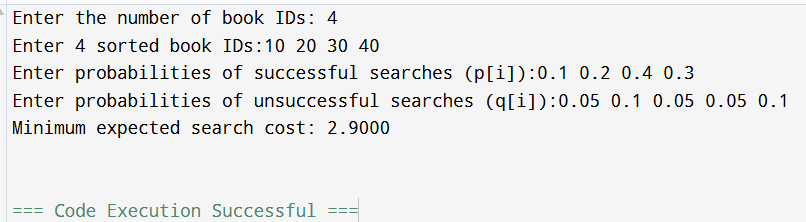 Enter the number of book IDs: 4
Enter 4 sorted book IDs:10 20 30 40
Enter probabilities of successful searches (p[i]):0.1 0.2 0.4 0.3
Enter probabilities of unsuccessful searches (q[i]):0.05 0.1 0.05 0.05 0.1
Minimum expected search cost: 2.9000
=== Code Execution Successful ===